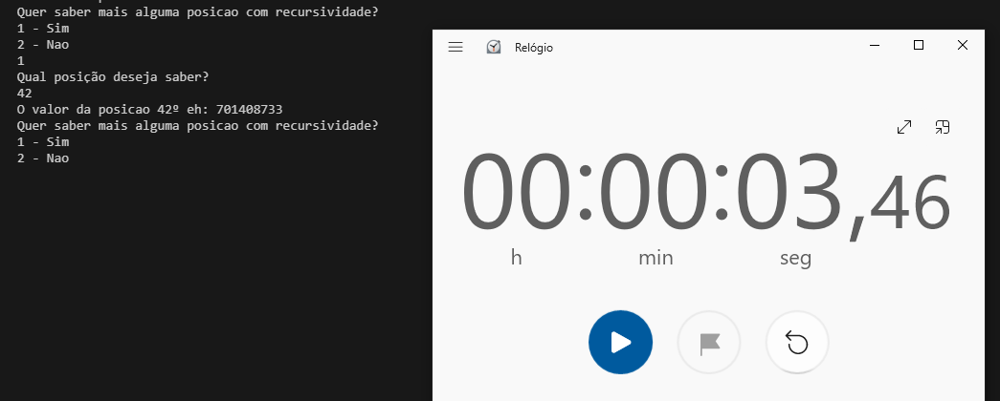 Quer saber mais alguma posicao com recursividade?
1 - Sim
2 - Nao
1
Qual posição deseja saber?
42
O valor da posicao 42º eh: 701408733
Quer saber mais alguma posicao com recursividade?
1 - Sim
2 - Nao
Relógio
00:00:03,46
h min seg